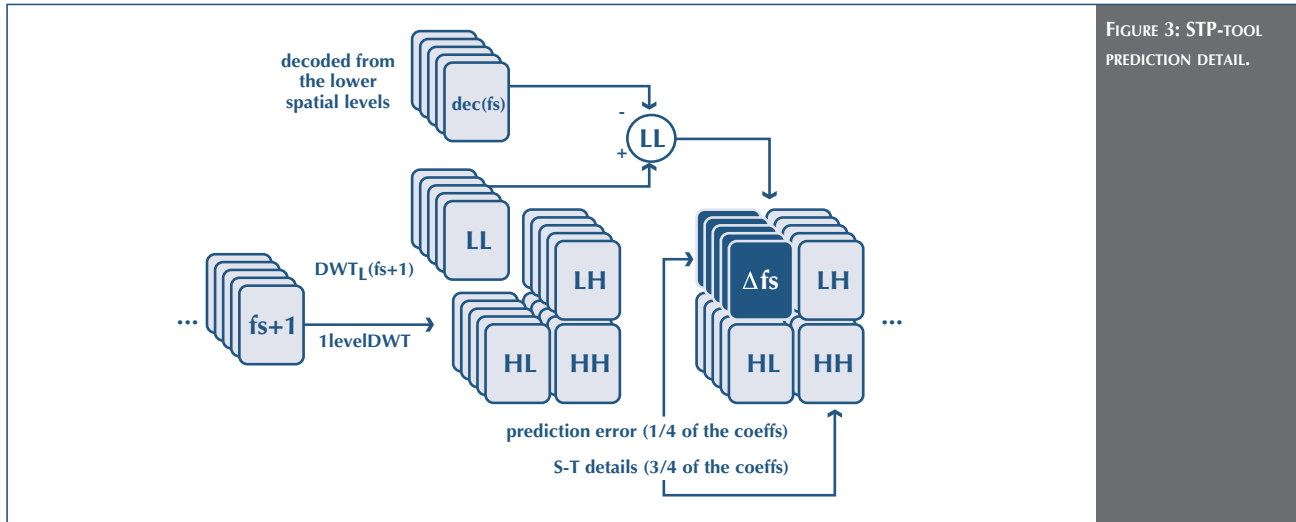 FIGURE 3: STP-TOOL
PREDICTION DETAIL.
decoded from
the lower
spatial levels
dec(fs)
-
LL
+
LL
DWTL(fs+1)
LH
Δfs
LH
...
fs+1
1levelDWT
HL
HH
HL
HH
...
prediction error (1/4 of the coeffs)
S-T details (3/4 of the coeffs)